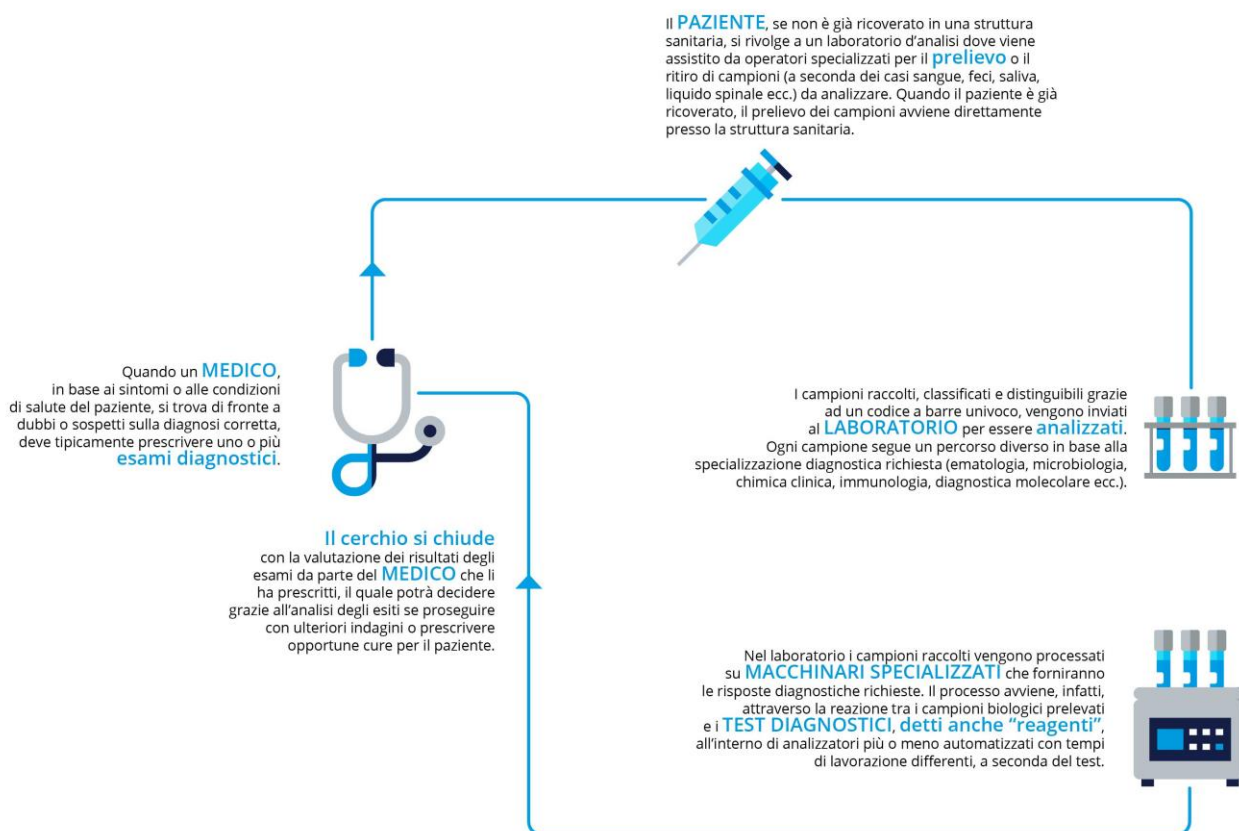 Il PAZIENTE, se non è già ricoverato in una struttura
sanitaria, si rivolge a un laboratorio d’analisi dove viene
assistito da operatori specializzati per il prelievo o il
ritiro di campioni (a seconda dei casi sangue, feci, saliva,
liquido spinale ecc.) da analizzare. Quando il paziente è già
ricoverato, il prelievo dei campioni avviene direttamente
presso la struttura sanitaria.
Quando un MEDICO,
in base ai sintomi o alle condizioni
di salute del paziente, si trova di fronte a
dubbi o sospetti sulla diagnosi corretta,
deve tipicamente prescrivere uno o più
esami diagnostici.
I campioni raccolti, classificati e distinguibili grazie
ad un codice a barre univoco, vengono inviati
al LABORATORIO per essere analizzati.
Ogni campione segue un percorso diverso in base alla
specializzazione diagnostica richiesta (ematologia, microbiologia,
chimica clinica, immunologia, diagnostica molecolare ecc.).
Il cerchio si chiude
con la valutazione dei risultati degli
esami da parte del MEDICO che li
ha prescritti, il quale potrà decidere
grazie all’analisi degli esiti se proseguire
con ulteriori indagini o prescrivere
opportune cure per il paziente.
Nel laboratorio i campioni raccolti vengono processati
su MACCHINARI SPECIALIZZATI che forniranno
le risposte diagnostiche richieste. Il processo avviene, infatti,
attraverso la reazione tra i campioni biologici prelevati
e i TEST DIAGNOSTICI, detti anche “reagenti”,
all’interno di analizzatori più o meno automatizzati con tempi
di lavorazione differenti, a seconda del test.